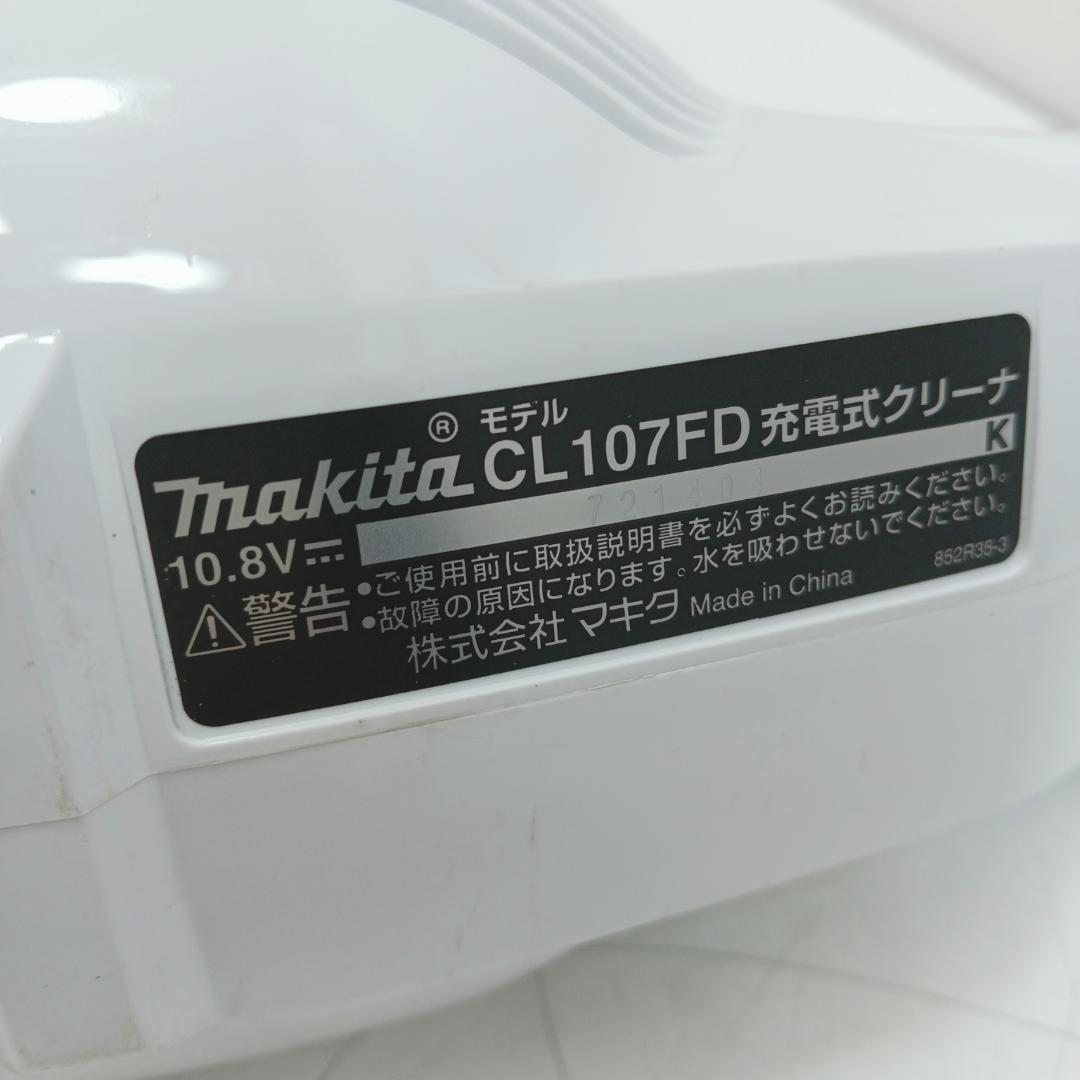 makita® モデル CL107FD 充電式クリーナ
K
10.8V⎓
警告 •ご使用前に取扱説明書を必ずよくお読みください。
•故障の原因になります。水を吸わせないでください。
852R35-3
株式会社 マキタ Made in China